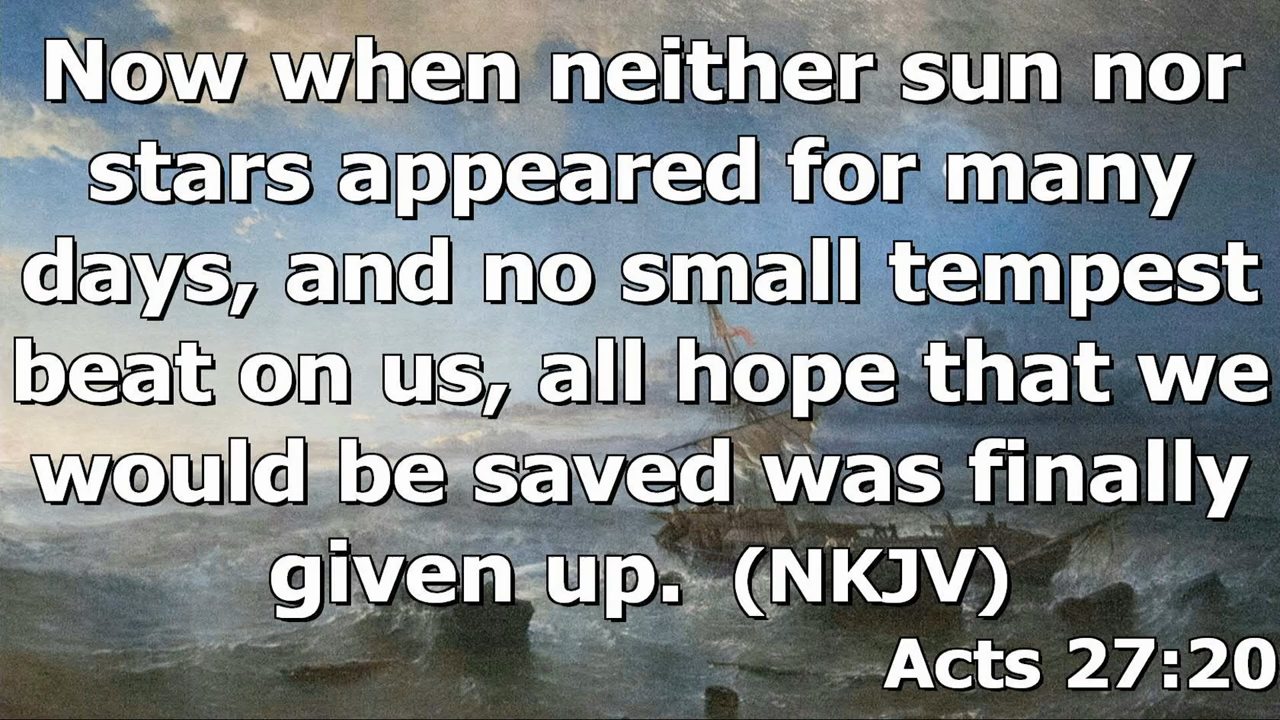 Now when neither sun nor
stars appeared for many
days, and no small tempest
beat on us, all hope that we
would be saved was finally
given up.  (NKJV)
Acts 27:20